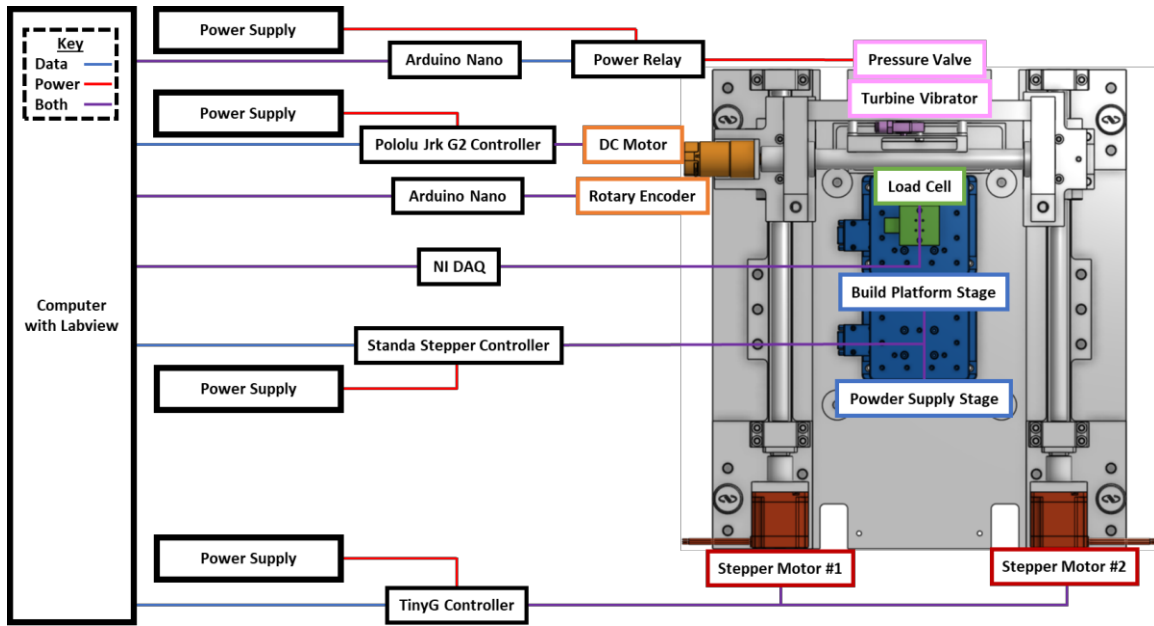 Key
Data
Power
Both
Computer
with Labview
Power Supply
Arduino Nano
Power Relay
Pressure Valve
Turbine Vibrator
Power Supply
Pololu Jrk G2 Controller
DC Motor
Arduino Nano
Rotary Encoder
Load Cell
NI DAQ
Build Platform Stage
Standa Stepper Controller
Power Supply
Powder Supply Stage
Power Supply
Stepper Motor #1
Stepper Motor #2
TinyG Controller